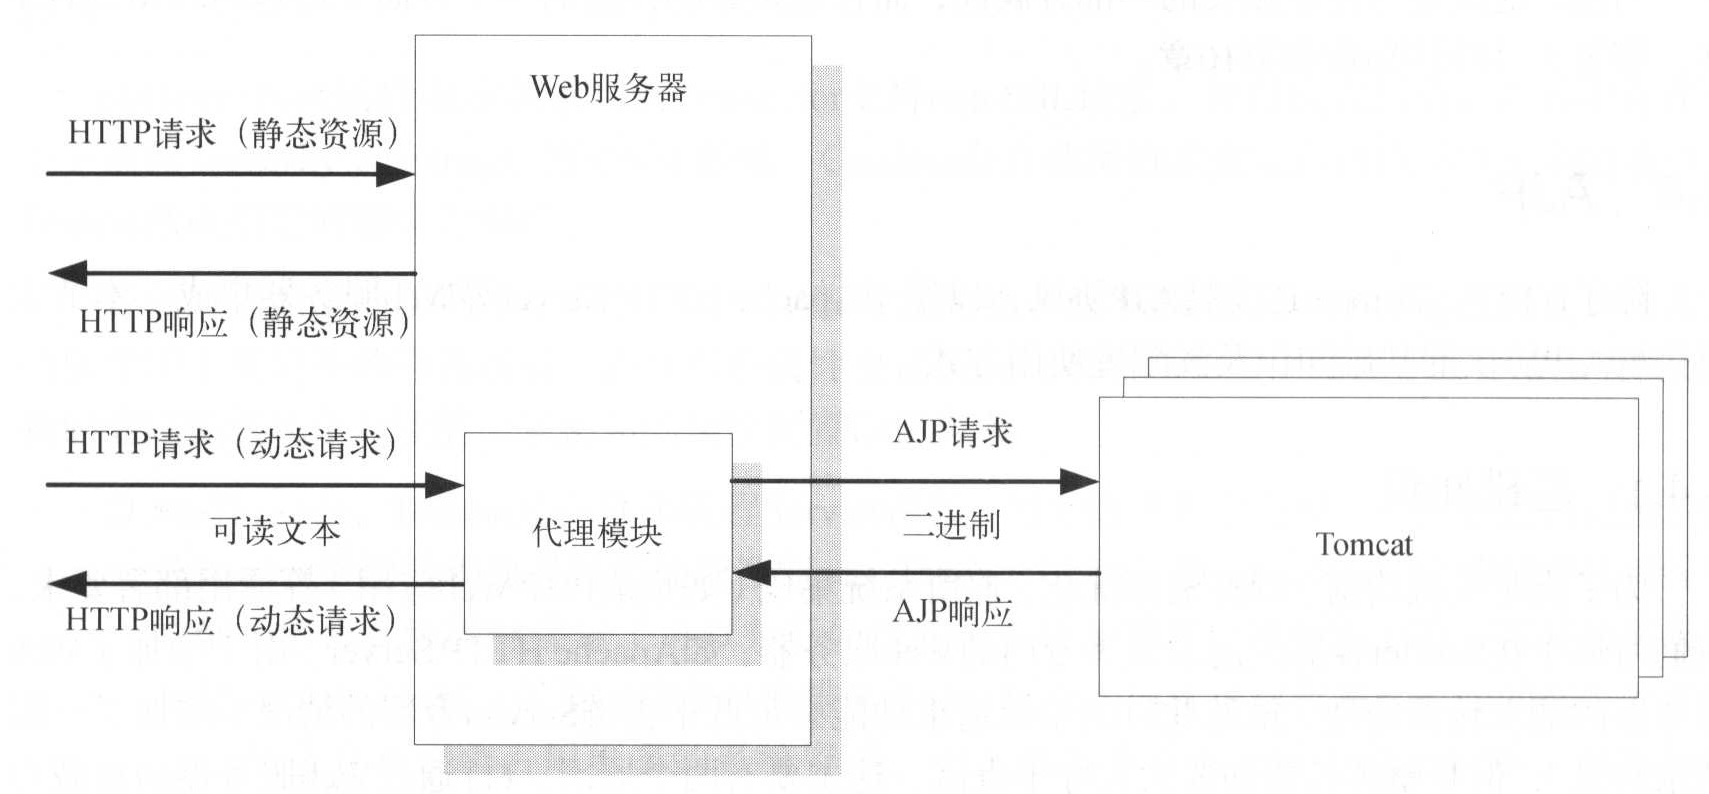 Web服务器
HTTP请求（静态资源）
HTTP响应（静态资源）
HTTP请求（动态请求）
可读文本
HTTP响应（动态请求）
代理模块
AJP请求
二进制
AJP响应
Tomcat